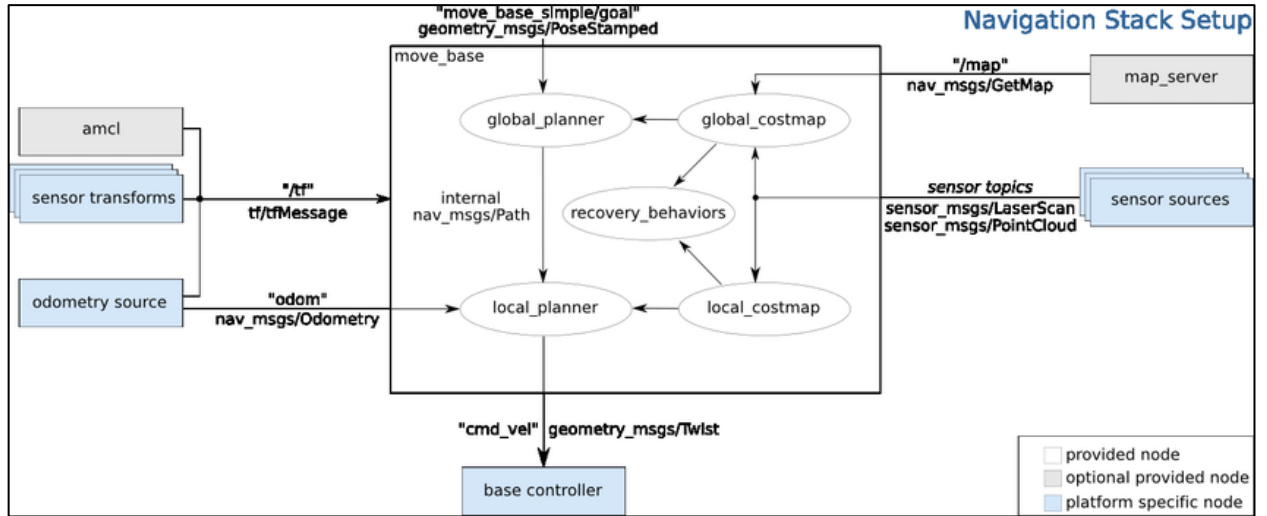 "move_base_simple/goal"
geometry_msgs/PoseStamped
Navigation Stack Setup
move_base
"/map"
nav_msgs/GetMap
map_server
amcl
global_planner
global_costmap
sensor transforms
"/tf"
tf/tfMessage
internal
nav_msgs/Path
recovery_behaviors
sensor topics
sensor_msgs/LaserScan
sensor_msgs/PointCloud
sensor sources
odometry source
"odom"
nav_msgs/Odometry
local_planner
local_costmap
"cmd_vel" geometry_msgs/Twist
base controller
provided node
optional provided node
platform specific node